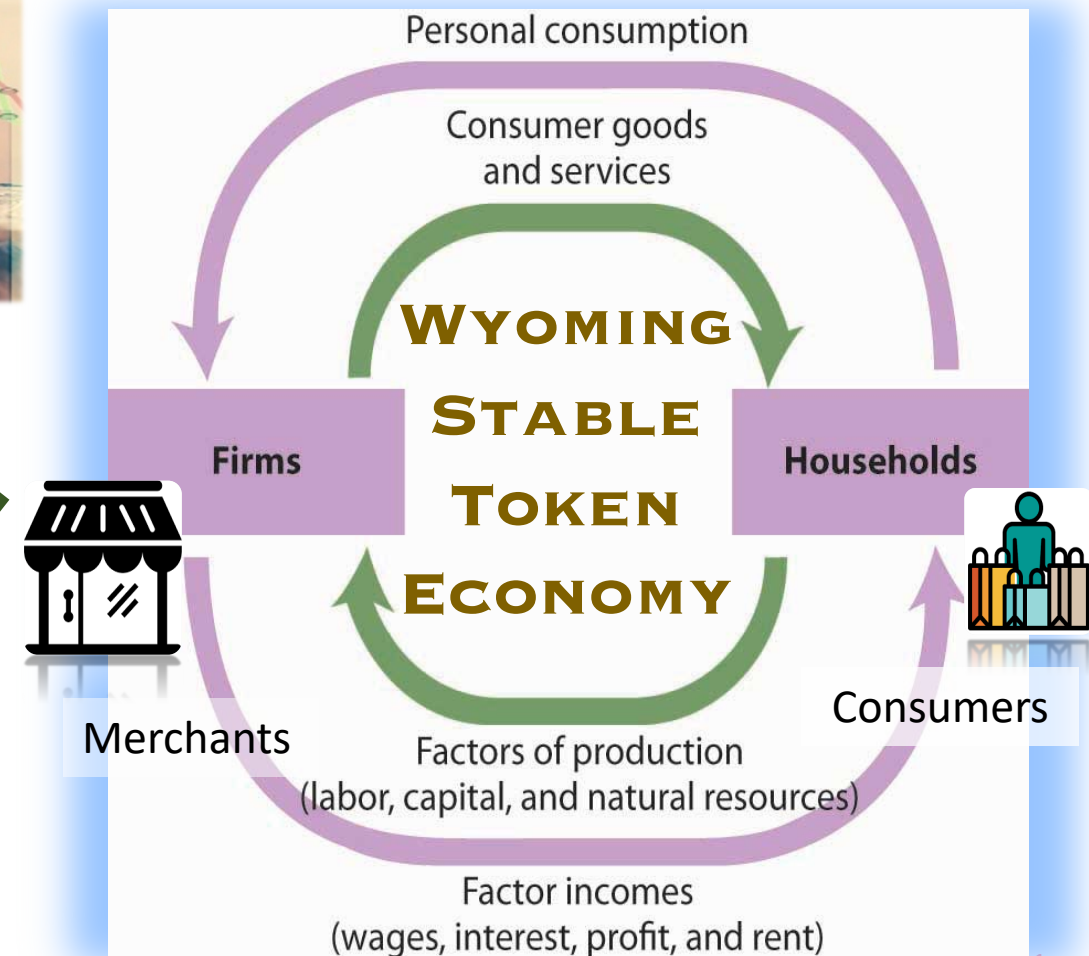 Personal consumption
Consumer goods
and services
WYOMING
STABLE
TOKEN
ECONOMY
Firms
Households
Merchants
Consumers
Factors of production
(labor, capital, and natural resources)
Factor incomes
(wages, interest, profit, and rent)